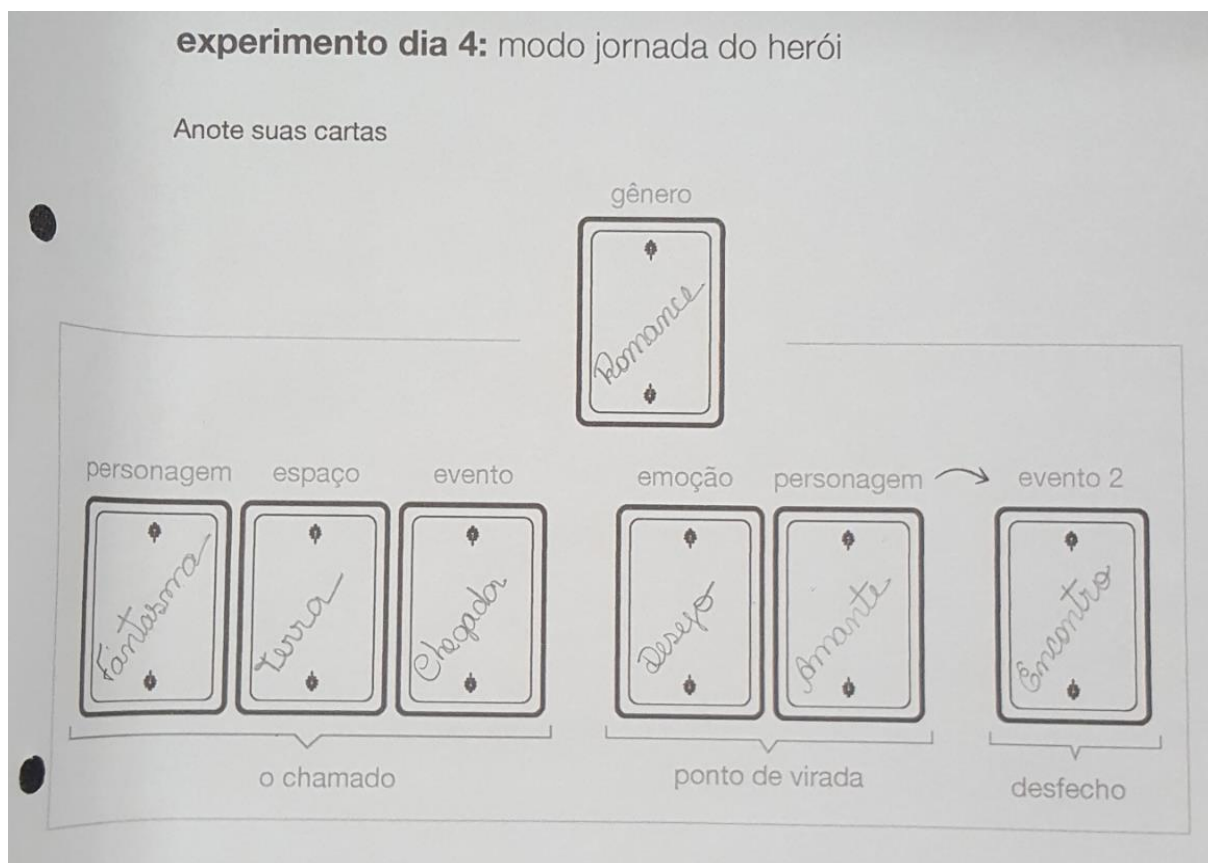 experimento dia 4: modo jornada do herói
Anote suas cartas
gênero
Romance
personagem espaço evento emoção personagem evento 2
Fantasma Terra Chegador Desejo Amante Encontro
o chamado ponto de virada desfecho